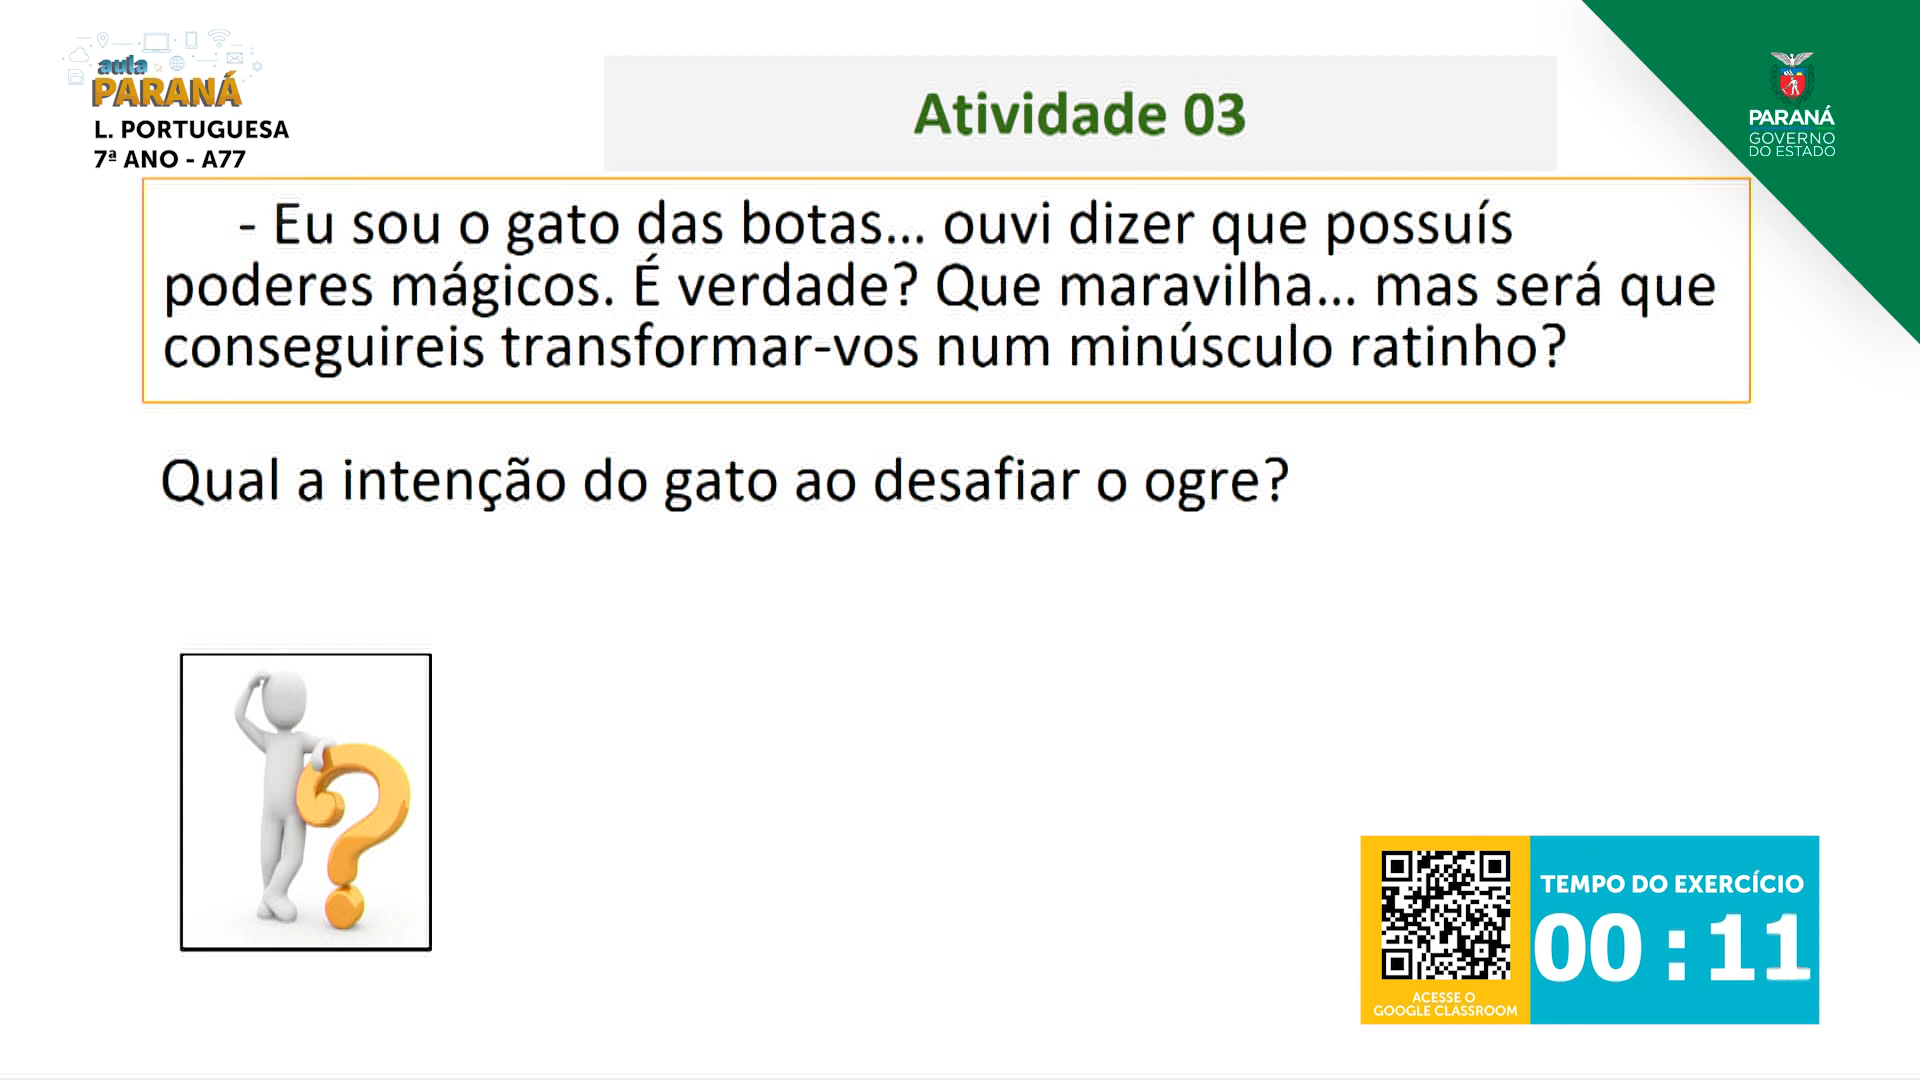 aula
PARANÁ
L. PORTUGUESA
7ª ANO - A77
Atividade 03
PARANÁ
GOVERNO
DO ESTADO
- Eu sou o gato das botas... ouvi dizer que possuís
poderes mágicos. É verdade? Que maravilha... mas será que
conseguireis transformar-vos num minúsculo ratinho?
Qual a intenção do gato ao desafiar o ogre?
TEMPO DO EXERCÍCIO
00 : 11
ACESSE O
GOOGLE CLASSROOM